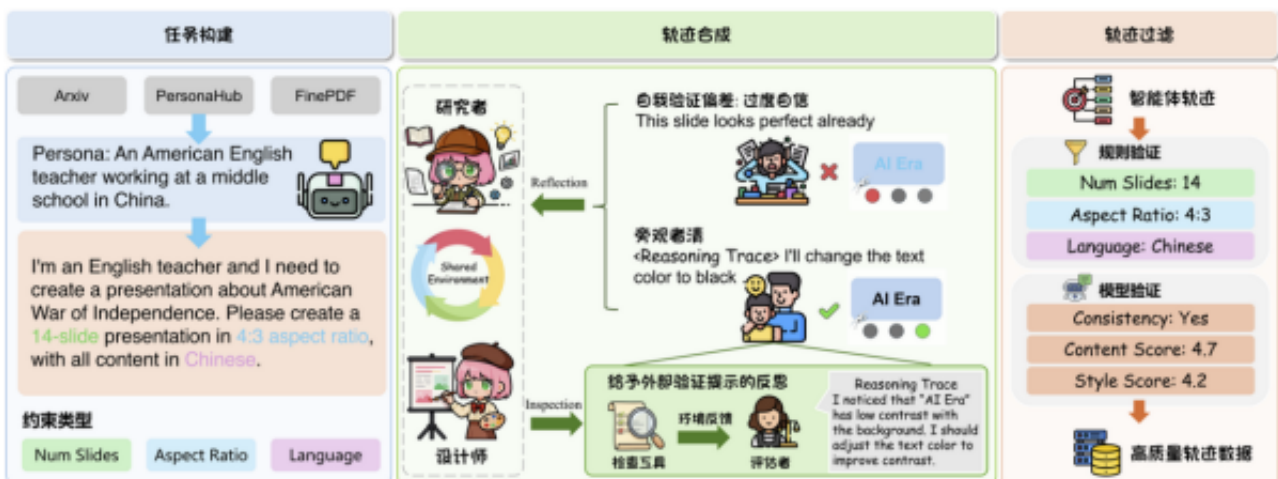 任务构建
Arxiv
PersonaHub
FinePDF
Persona: An American English
teacher working at a middle
school in China.
I'm an English teacher and I need to
create a presentation about American
War of Independence. Please create a
14-slide presentation in 4:3 aspect ratio,
with all content in Chinese.
约束类型
Num Slides
Aspect Ratio
Language
轨迹合成
研究者
Shared
Environment
设计师
Reflection
Inspection
自我验证偏差: 过度自信
This slide looks perfect already
AI Era
旁观者清
<Reasoning Trace> I'll change the text
color to black
AI Era
给予外部验证提示的反思
检查工具
环境反馈
评估者
Reasoning Trace
I noticed that "AI Era"
has low contrast with
the background. I should
adjust the text color to
improve contrast.
轨迹过滤
智能体轨迹
规则验证
Num Slides: 14
Aspect Ratio: 4:3
Language: Chinese
模型验证
Consistency: Yes
Content Score: 4.7
Style Score: 4.2
高质量轨迹数据